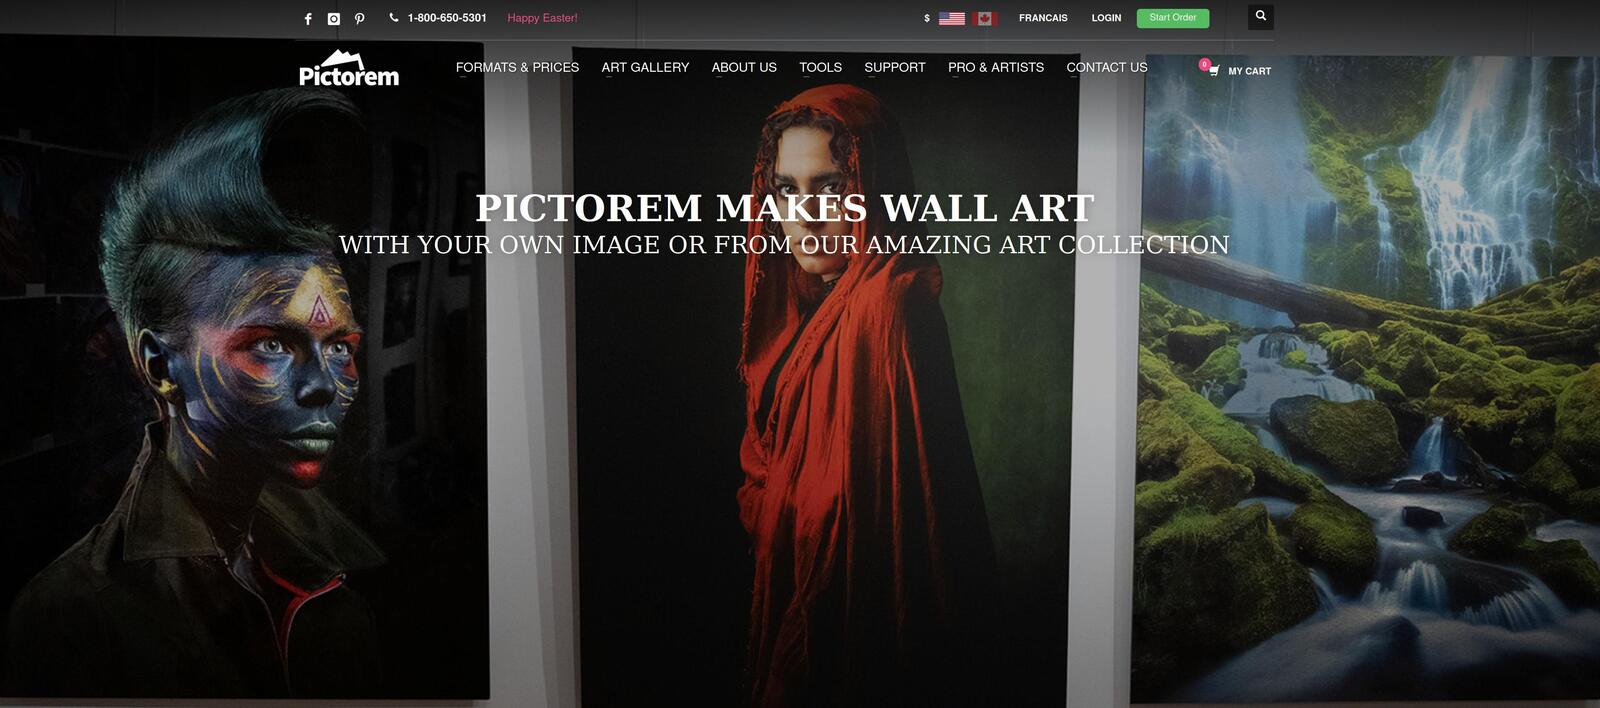 1-800-650-5301 Happy Easter! $ FRANCAIS LOGIN Start Order
Pictorem FORMATS & PRICES ART GALLERY ABOUT US TOOLS SUPPORT PRO & ARTISTS CONTACT US 0 MY CART
PICTOREM MAKES WALL ART
WITH YOUR OWN IMAGE OR FROM OUR AMAZING ART COLLECTION